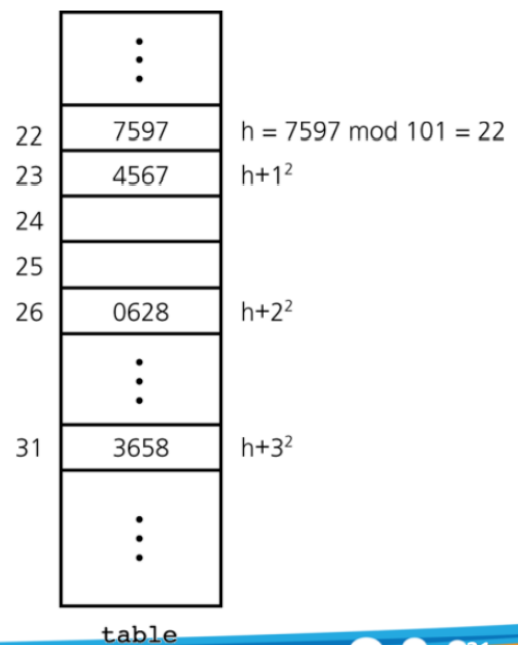 22 7597 h = 7597 mod 101 = 22
23 4567 h+1²
24
25
26 0628 h+2²
31 3658 h+3²
table